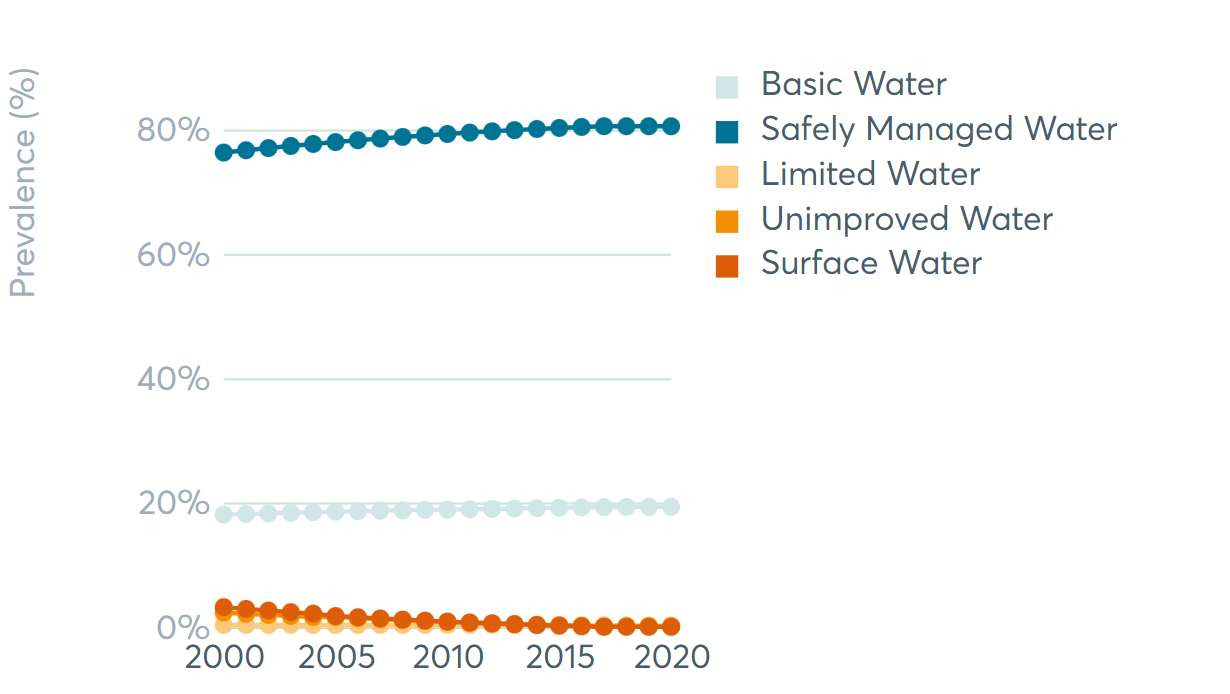 Prevalence (%)
80%
60%
40%
20%
0%
2000 2005 2010 2015 2020
Basic Water
Safely Managed Water
Limited Water
Unimproved Water
Surface Water